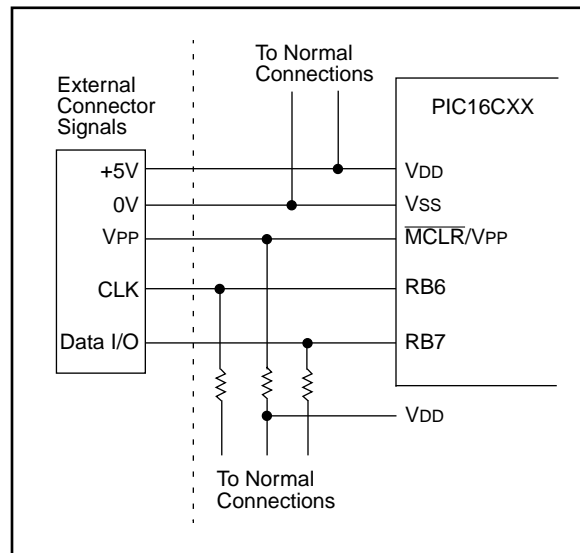 To Normal
Connections
External
Connector
Signals
PIC16CXX
+5V
VDD
0V
VSS
VPP
MCLR/VPP
CLK
RB6
Data I/O
RB7
VDD
To Normal
Connections